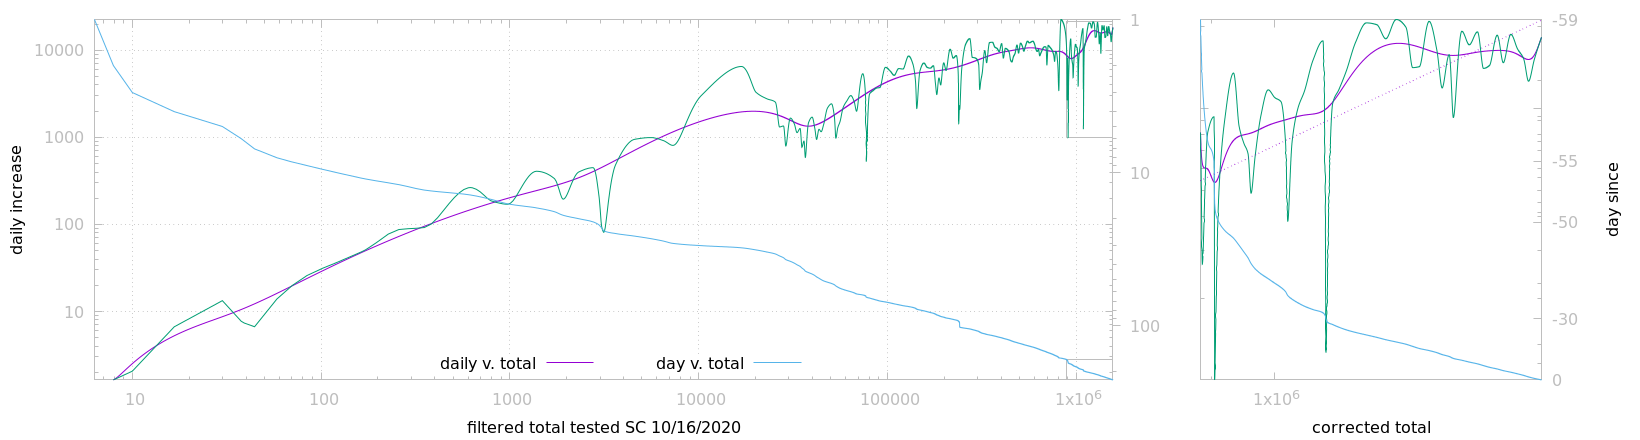 10000
1000
100
10
daily increase
10
100
1000
10000
100000
1x10^6
filtered total tested SC 10/16/2020
daily v. total
day v. total
1
10
100
1x10^6
corrected total
-59
-55
-50
-30
0
day since